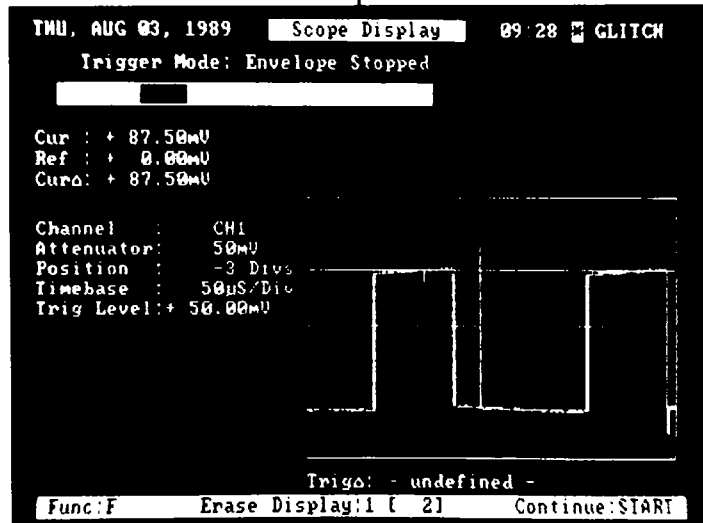 THU, AUG 03, 1989 Scope Display 09:28 GLITCH
Trigger Mode: Envelope Stopped
Cur : + 87.50mV
Ref : + 0.00mV
Cur△: + 87.50mV
Channel : CH1
Attenuator: 50mV
Position : -3 Divs
Timebase : 50µS/Div
Trig Level:+ 50.00mV
Trig△: - undefined -
Func:F Erase Display:1 [ 2] Continue:START